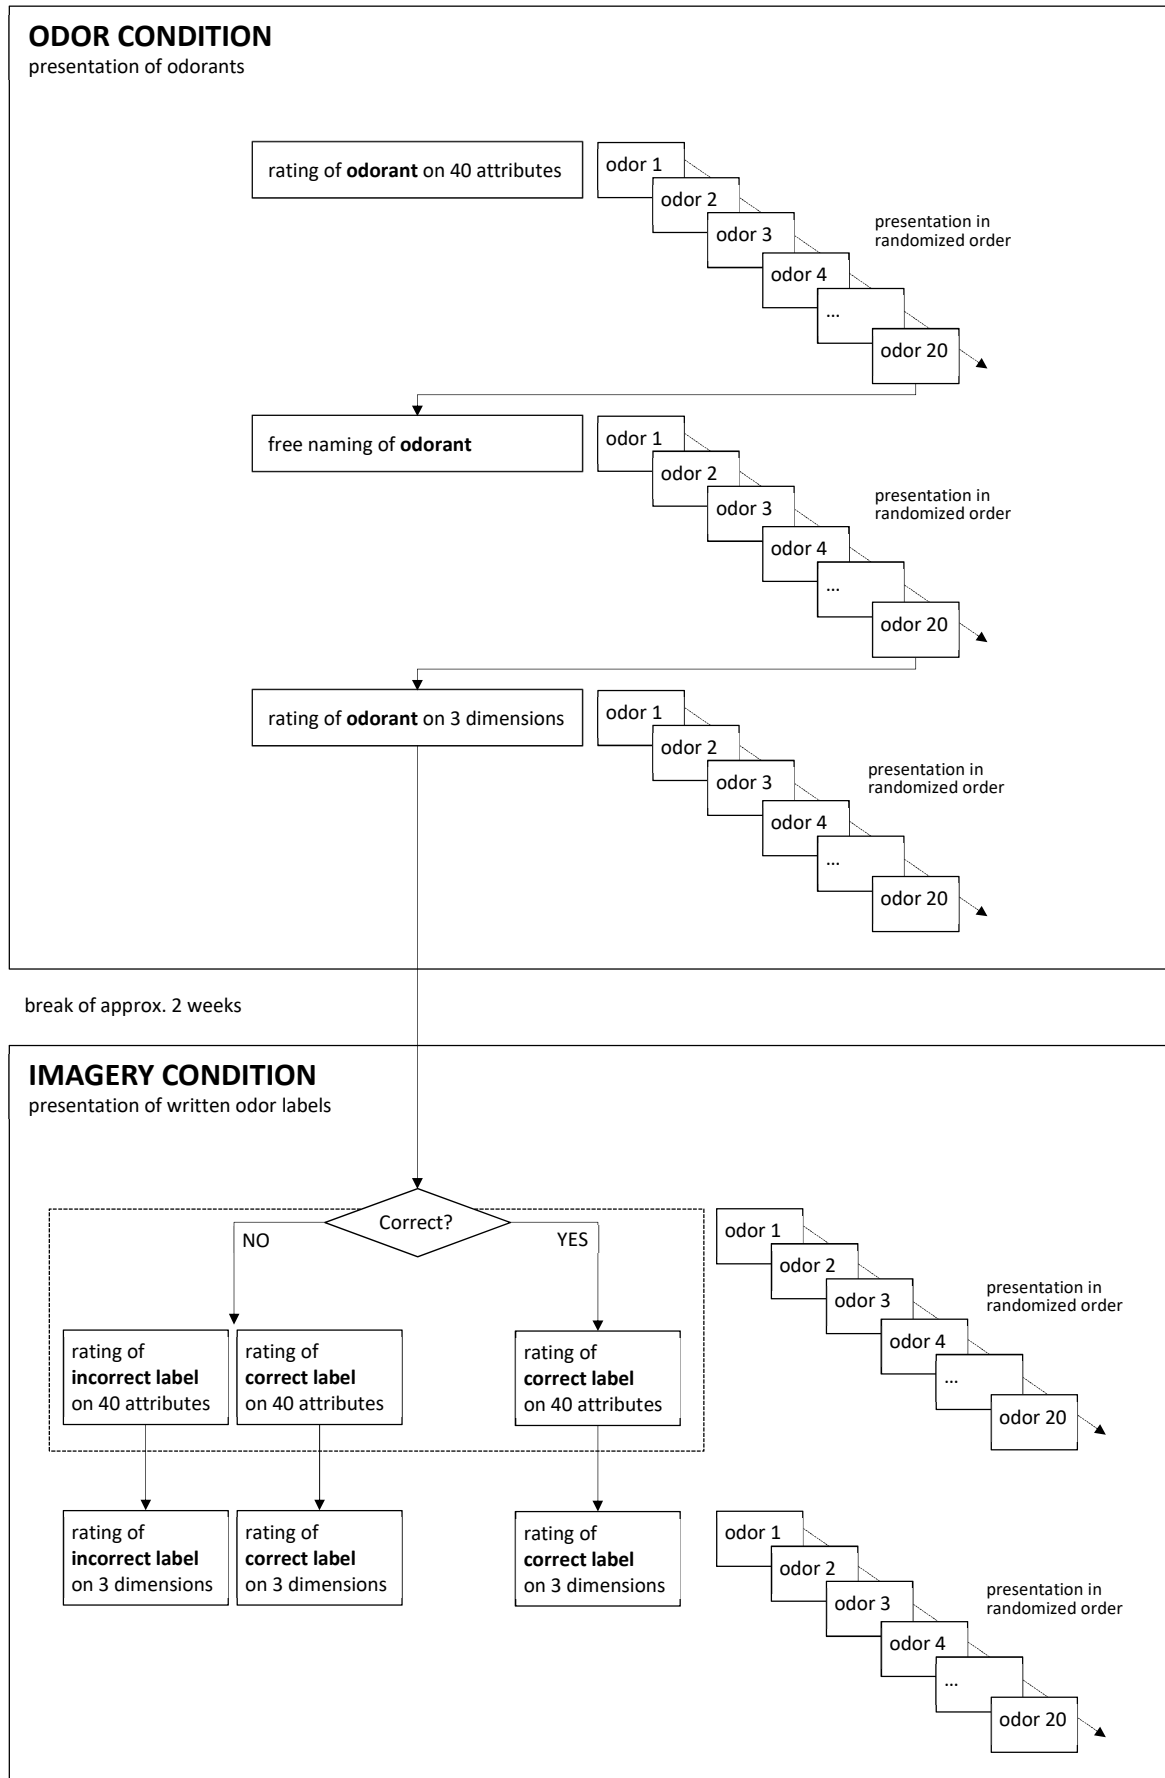 ODOR CONDITION
presentation of odorants
rating of odorant on 40 attributes
odor 1
odor 2
odor 3
odor 4
...
odor 20
presentation in
randomized order
free naming of odorant
odor 1
odor 2
odor 3
odor 4
...
odor 20
presentation in
randomized order
rating of odorant on 3 dimensions
odor 1
odor 2
odor 3
odor 4
...
odor 20
presentation in
randomized order
break of approx. 2 weeks
IMAGERY CONDITION
presentation of written odor labels
Correct?
NO
YES
rating of
incorrect label
on 40 attributes
rating of
correct label
on 40 attributes
rating of
correct label
on 40 attributes
odor 1
odor 2
odor 3
odor 4
...
odor 20
presentation in
randomized order
rating of
incorrect label
on 3 dimensions
rating of
correct label
on 3 dimensions
rating of
correct label
on 3 dimensions
odor 1
odor 2
odor 3
odor 4
...
odor 20
presentation in
randomized order